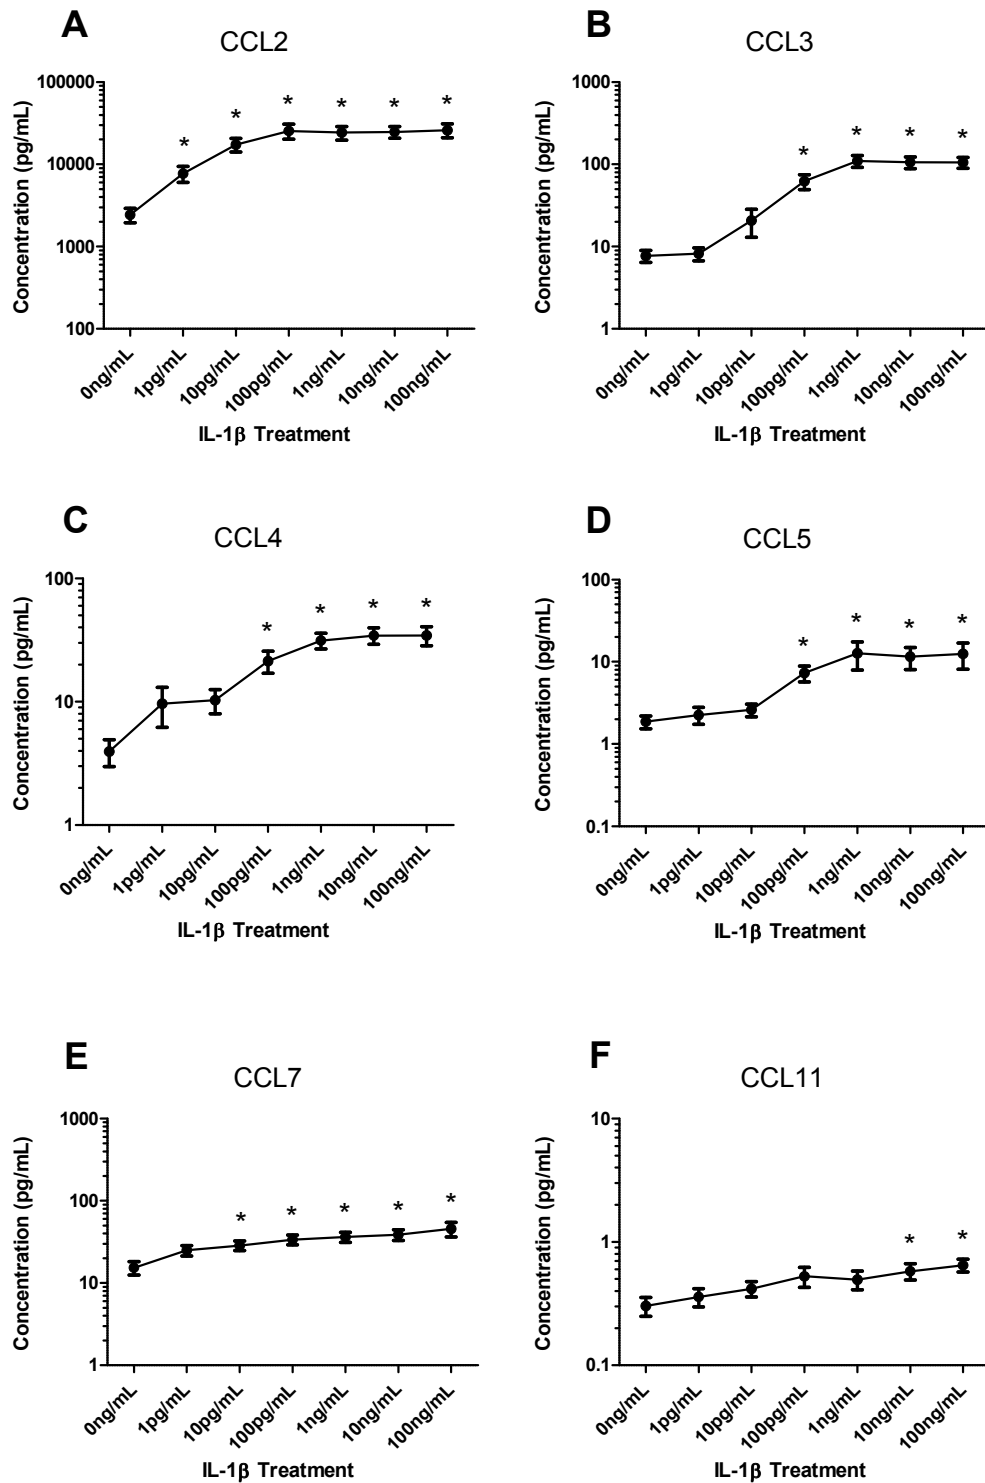 A
CCL2
Concentration (pg/mL)
100000
10000
1000
100
* * * * * *
0ng/mL 1pg/mL 10pg/mL 100pg/mL 1ng/mL 10ng/mL 100ng/mL
IL-1β Treatment
B
CCL3
Concentration (pg/mL)
1000
100
10
1
* * * *
0ng/mL 1pg/mL 10pg/mL 100pg/mL 1ng/mL 10ng/mL 100ng/mL
IL-1β Treatment
C
CCL4
Concentration (pg/mL)
100
10
1
* * * *
0ng/mL 1pg/mL 10pg/mL 100pg/mL 1ng/mL 10ng/mL 100ng/mL
IL-1β Treatment
D
CCL5
Concentration (pg/mL)
100
10
1
0.1
* * * *
0ng/mL 1pg/mL 10pg/mL 100pg/mL 1ng/mL 10ng/mL 100ng/mL
IL-1β Treatment
E
CCL7
Concentration (pg/mL)
1000
100
10
1
* * * * *
0ng/mL 1pg/mL 10pg/mL 100pg/mL 1ng/mL 10ng/mL 100ng/mL
IL-1β Treatment
F
CCL11
Concentration (pg/mL)
10
1
0.1
* *
0ng/mL 1pg/mL 10pg/mL 100pg/mL 1ng/mL 10ng/mL 100ng/mL
IL-1β Treatment